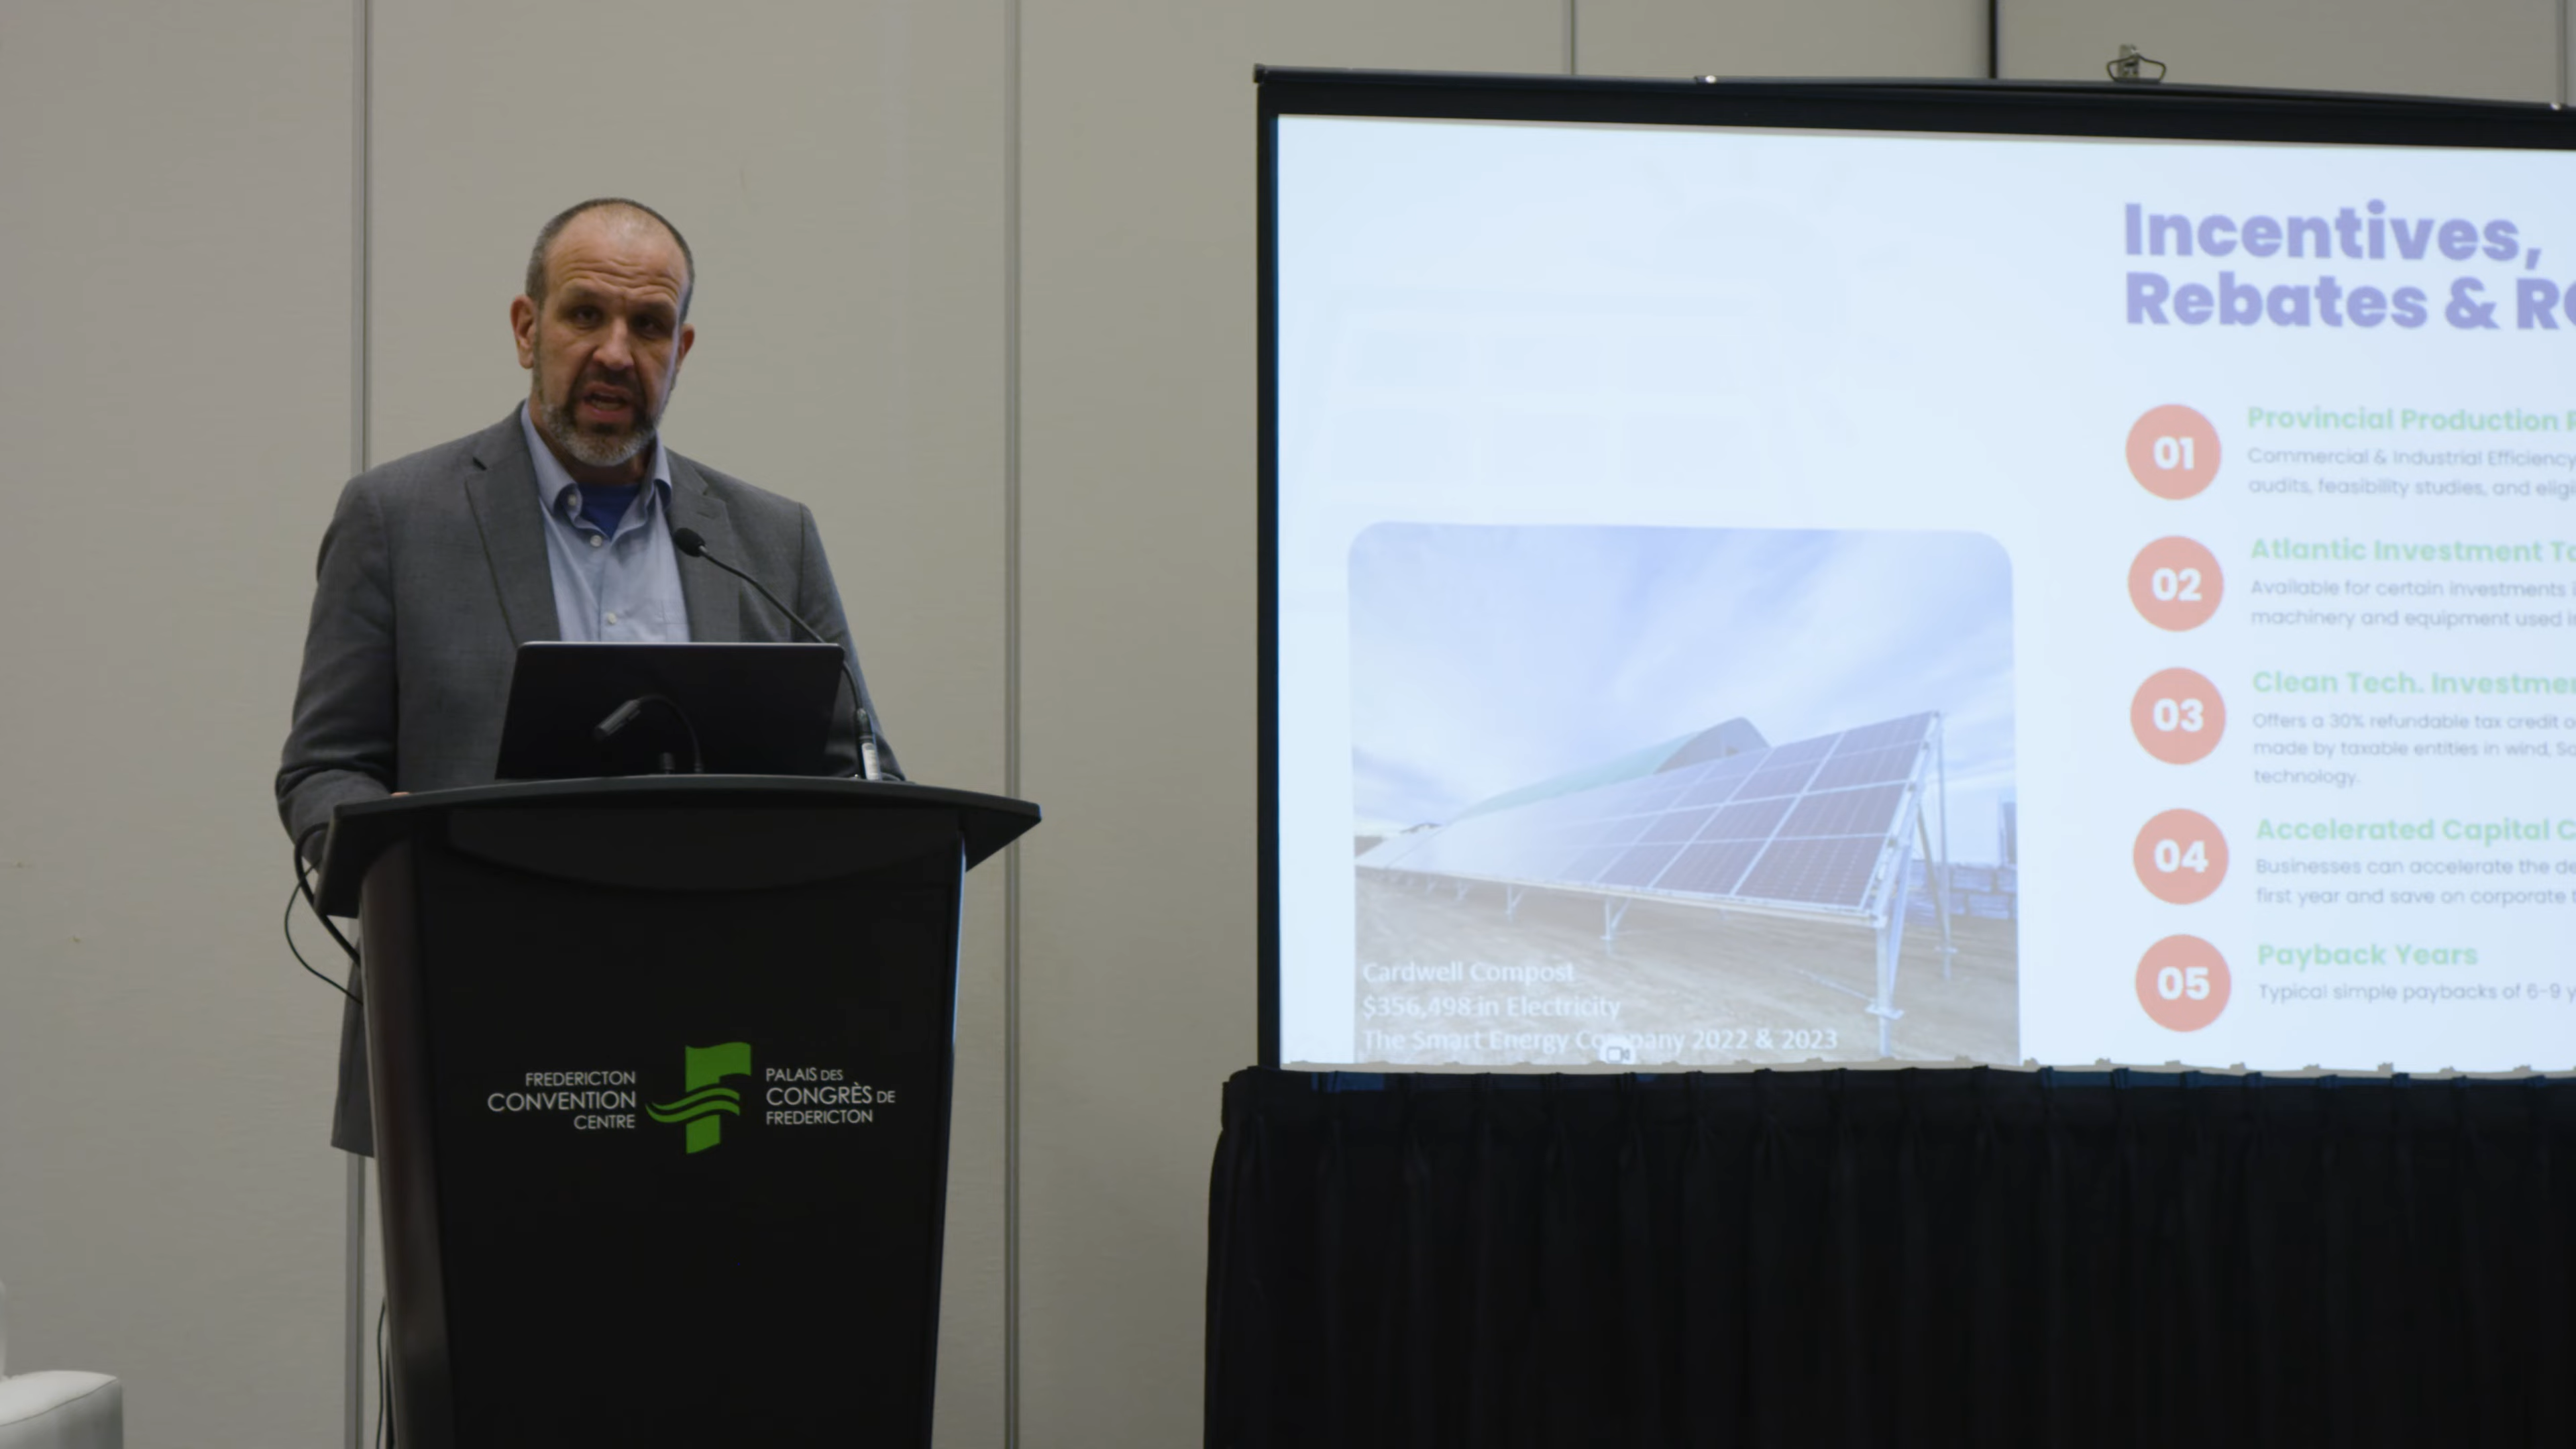 Incentives,
Rebates &
01
Provincial Production
Commercial & Industrial Efficiency
audits, feasibility studies, and
02
Atlantic Investment
Available for certain investments
machinery and equipment used
03
Clean Tech.
Offers a 30% refundable tax credit
made by taxable entities in wind,
technology.
04
Accelerated Capital
Businesses can accelerate the
first year and save on corporate
05
Payback Years
Typical simple paybacks of 6-9
Cardwell Compost
$356,498 in Electricity
The Smart Energy Company 2022 & 2023
FREDERICTON
CONVENTION
CENTRE
PALAIS DES
CONGRÈS DE
FREDERICTON